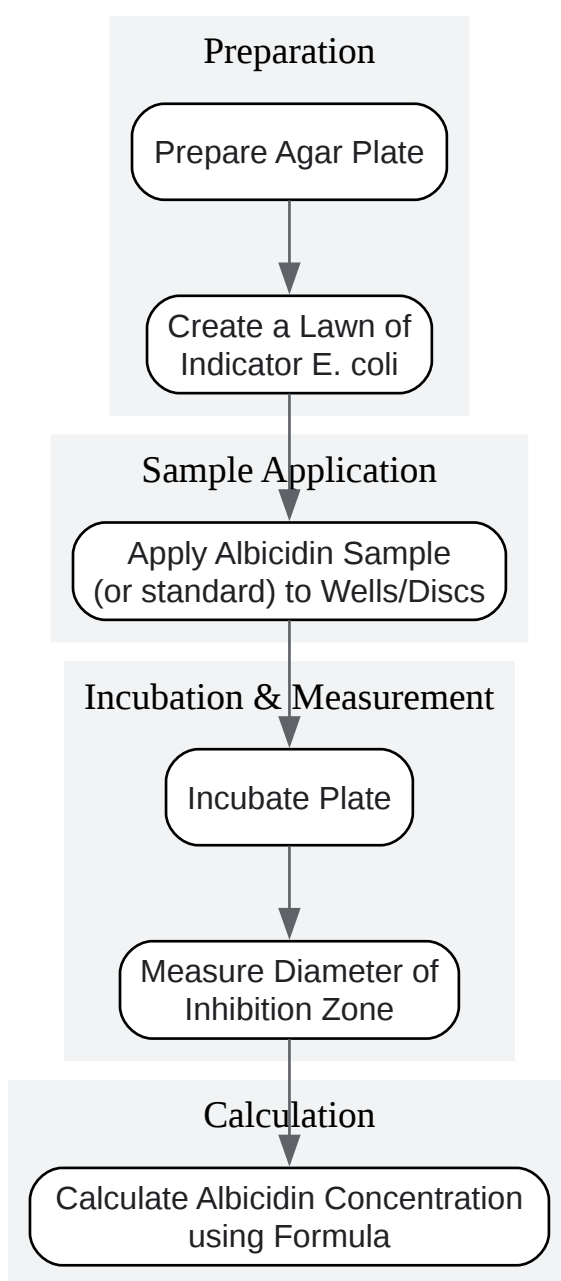 Preparation
Prepare Agar Plate
Create a Lawn of
Indicator E. coli
Sample Application
Apply Albicidin Sample
(or standard) to Wells/Discs
Incubation & Measurement
Incubate Plate
Measure Diameter of
Inhibition Zone
Calculation
Calculate Albicidin Concentration
using Formula